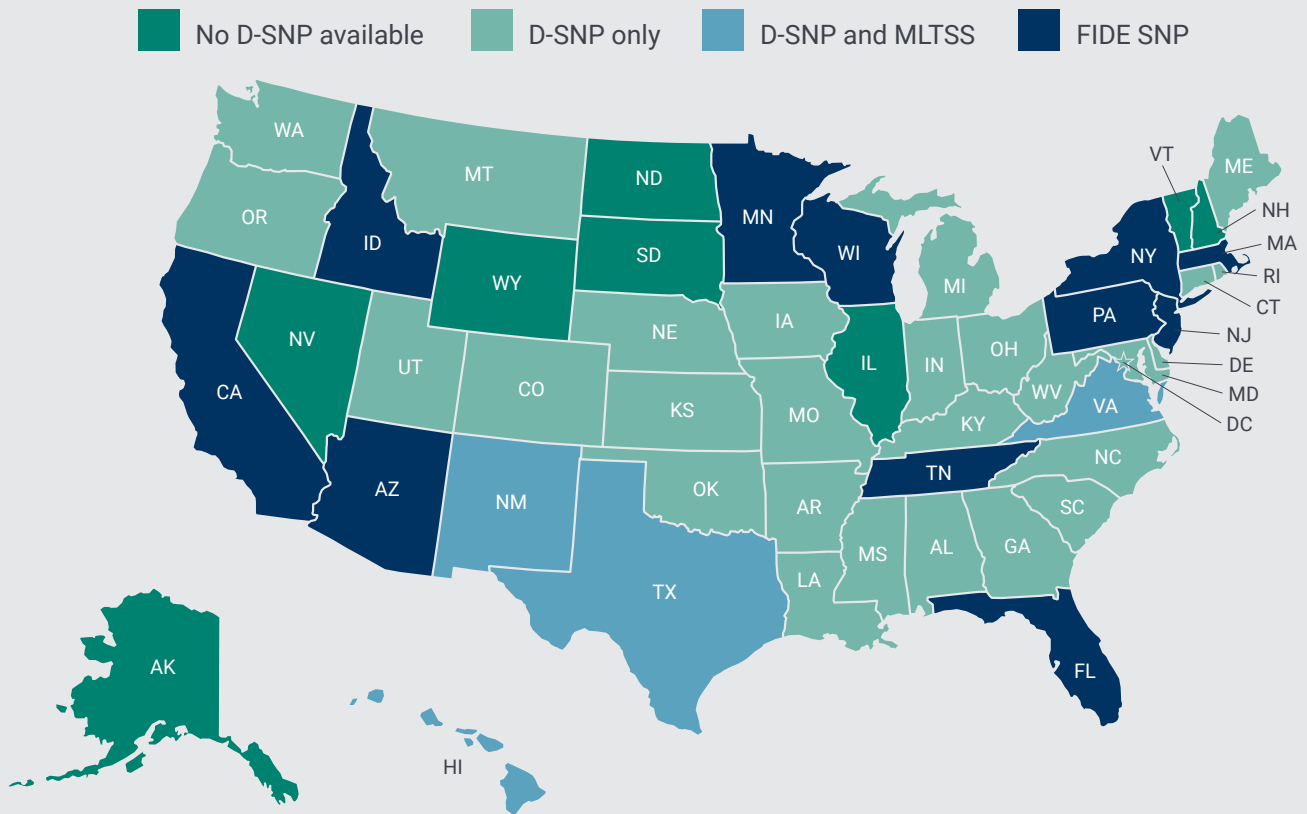 No D-SNP available
D-SNP only
D-SNP and MLTSS
FIDE SNP
WA
MT
ND
MN
VT
ME
OR
ID
SD
WI
NY
NH
MA
WY
MI
RI
CT
NV
NE
IA
PA
NJ
UT
CO
IL
IN
OH
DE
CA
KS
MO
WV
VA
MD
DC
KY
AZ
NM
OK
AR
TN
NC
SC
MS
AL
GA
TX
LA
FL
AK
HI